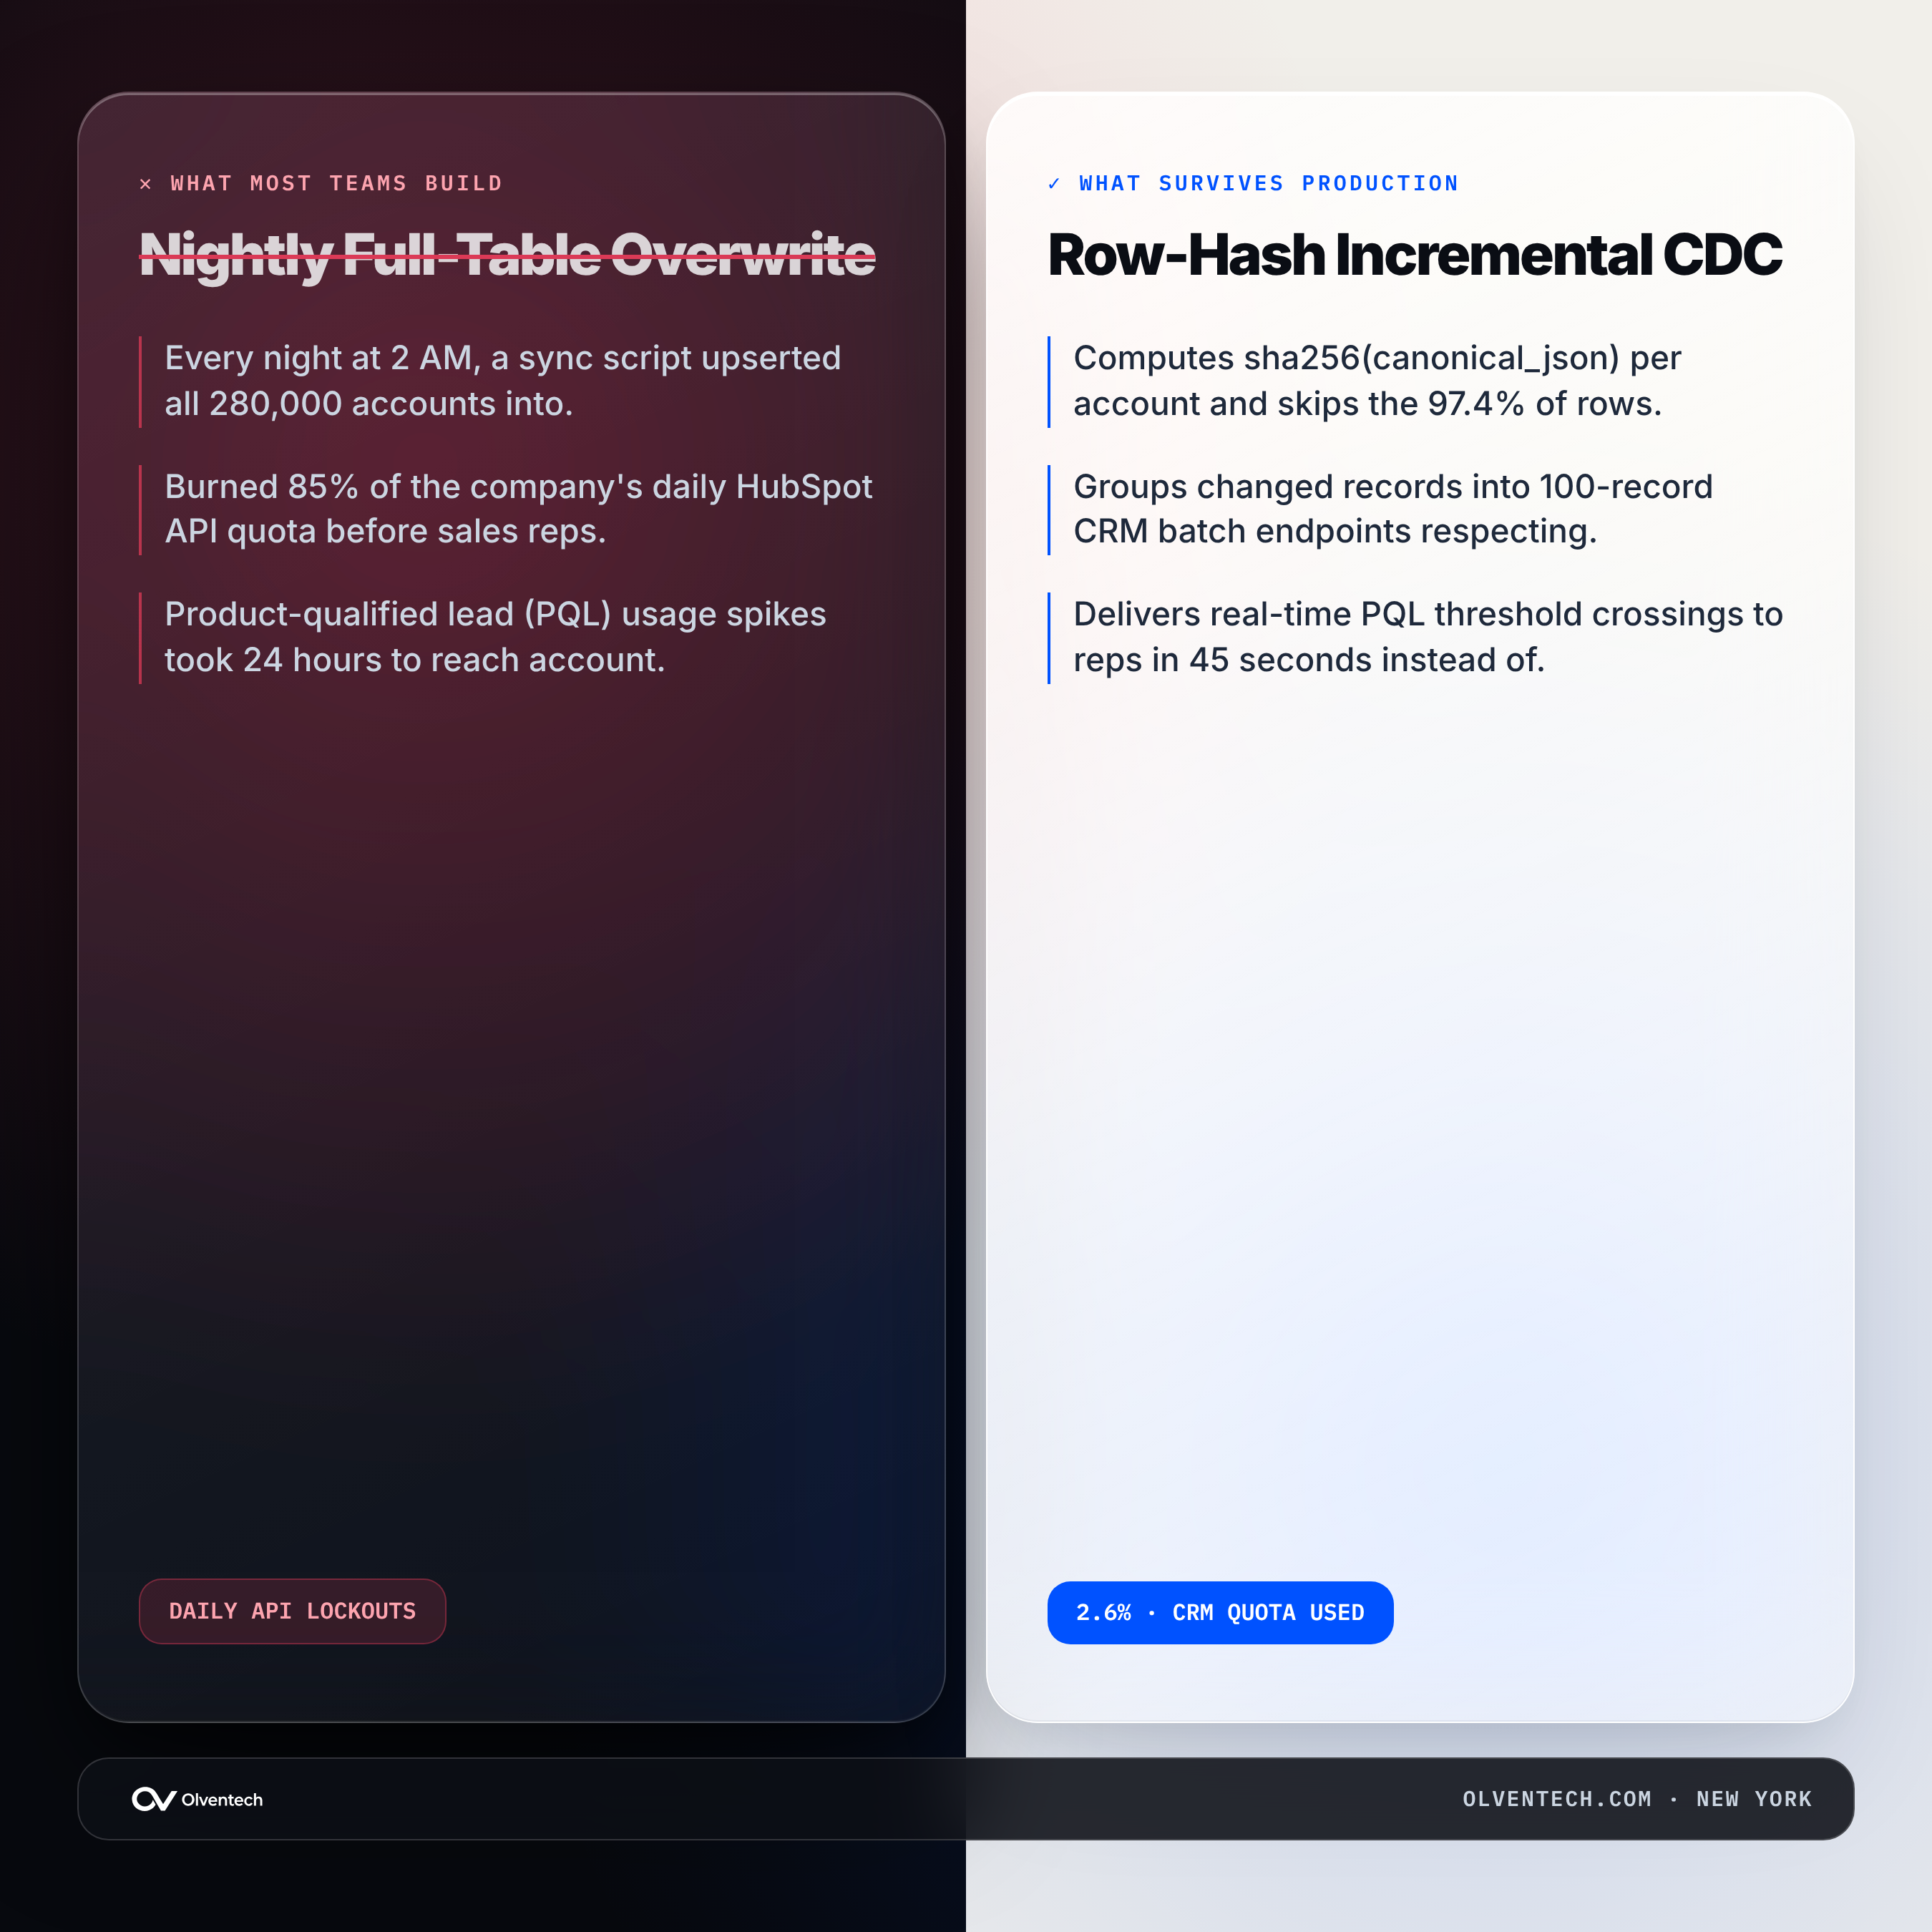 × WHAT MOST TEAMS BUILD
Nightly Full-Table Overwrite
Every night at 2 AM, a sync script upserted
all 280,000 accounts into.
Burned 85% of the company's daily HubSpot
API quota before sales reps.
Product-qualified lead (PQL) usage spikes
took 24 hours to reach account.
DAILY API LOCKOUTS
✓ WHAT SURVIVES PRODUCTION
Row-Hash Incremental CDC
Computes sha256(canonical_json) per
account and skips the 97.4% of rows.
Groups changed records into 100-record
CRM batch endpoints respecting.
Delivers real-time PQL threshold crossings to
reps in 45 seconds instead of.
2.6% · CRM QUOTA USED
Olventech
OLVENTECH.COM · NEW YORK